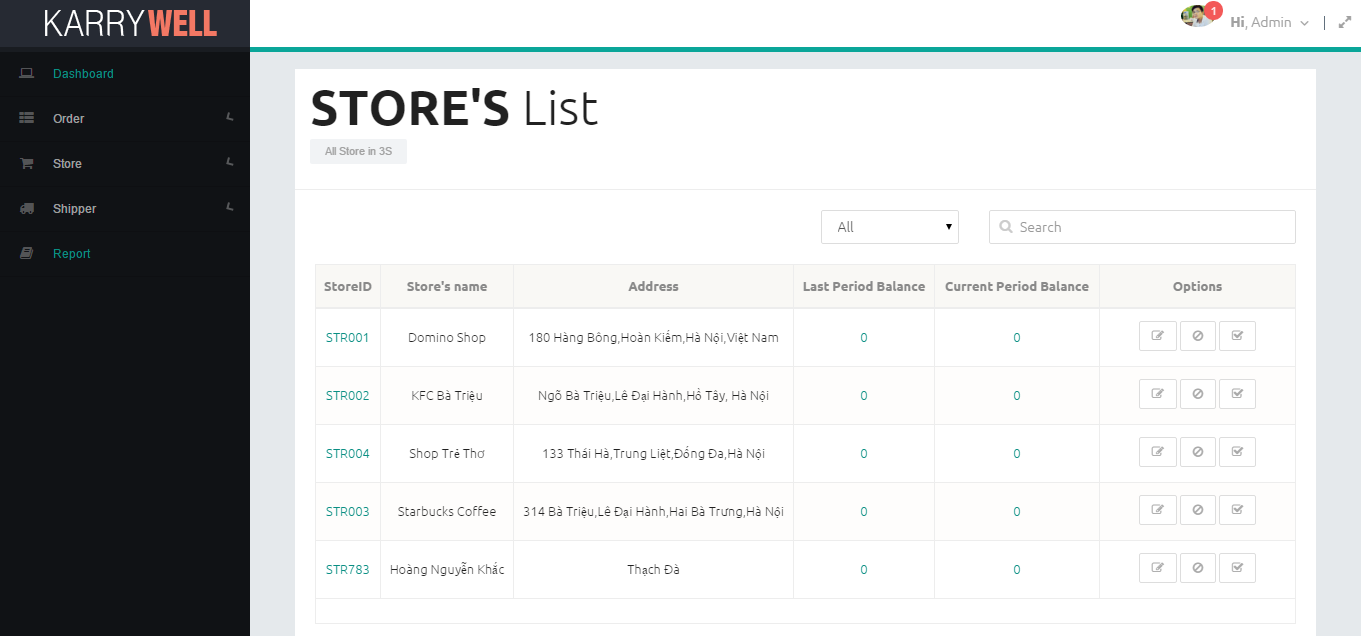 KARRYWELL
1
Hi, Admin
Dashboard
Order
Store
Shipper
Report
STORE'S List
All Store in 3S
All
Search
StoreID Store's name Address Last Period Balance Current Period Balance Options
STR001 Domino Shop 180 Hàng Bông,Hoàn Kiếm,Hà Nội,Việt Nam 0 0
STR002 KFC Bà Triệu Ngõ Bà Triệu,Lê Đại Hành,Hồ Tây, Hà Nội 0 0
STR004 Shop Trẻ Thơ 133 Thái Hà,Trung Liệt,Đống Đa,Hà Nội 0 0
STR003 Starbucks Coffee 314 Bà Triệu,Lê Đại Hành,Hai Bà Trưng,Hà Nội 0 0
STR783 Hoàng Nguyễn Khắc Thạch Đà 0 0